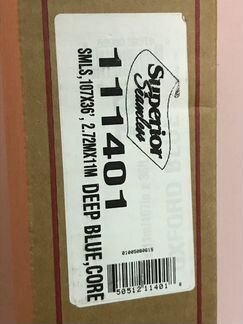 Superior
Seamless
111401
SMLS,107X36', 2.72MX11M DEEP BLUE,CORE
50512 11401